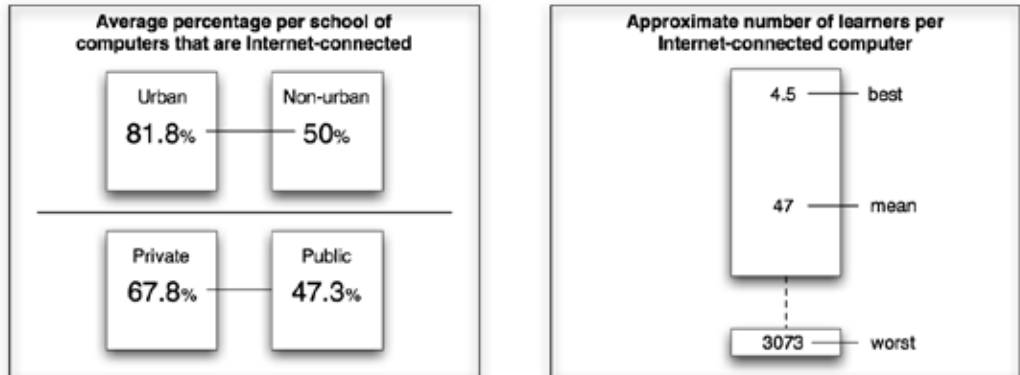 Average percentage per school of
computers that are Internet-connected
Urban
81.8%
Non-urban
50%
Private
67.8%
Public
47.3%
Approximate number of learners per
Internet-connected computer
4.5 best
47 mean
3073 worst